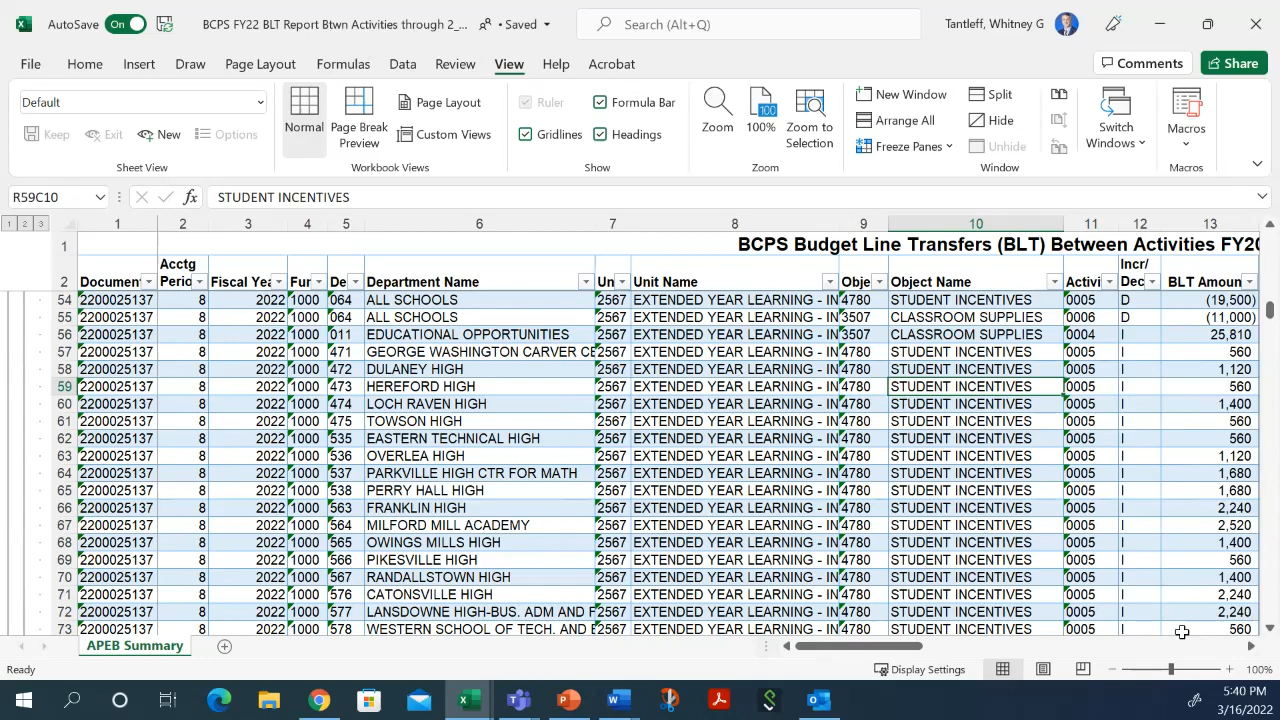 AutoSave On BCPS FY22 BLT Report Btwn Activities through 2_... • Saved Search (Alt+Q) Tantleff, Whitney G
File Home Insert Draw Page Layout Formulas Data Review View Help Acrobat Comments Share
Default
Keep Exit New Options
Sheet View
Normal Page Break Preview Page Layout Custom Views
Workbook Views
Ruler Formula Bar
Gridlines Headings
Show
Zoom 100% Zoom to Selection
Zoom
New Window Split
Arrange All Hide
Freeze Panes Unhide
Switch Windows
Window
Macros
Macros
R59C10 fx STUDENT INCENTIVES
1 2 3 1 2 3 4 5 6 7 8 9 10 11 12 13
1 BCPS Budget Line Transfers (BLT) Between Activities FY20
2 Document Acctg Perio Fiscal Yea Fur De Department Name Un Unit Name Obje Object Name Activi Incr/ Dec BLT Amoun
54 2200025137 8 2022 1000 064 ALL SCHOOLS 2567 EXTENDED YEAR LEARNING - IN 4780 STUDENT INCENTIVES 0005 D (19,500)
55 2200025137 8 2022 1000 064 ALL SCHOOLS 2567 EXTENDED YEAR LEARNING - IN 3507 CLASSROOM SUPPLIES 0006 D (11,000)
56 2200025137 8 2022 1000 011 EDUCATIONAL OPPORTUNITIES 2567 EXTENDED YEAR LEARNING - IN 3507 CLASSROOM SUPPLIES 0004 I 25,810
57 2200025137 8 2022 1000 471 GEORGE WASHINGTON CARVER CE 2567 EXTENDED YEAR LEARNING - IN 4780 STUDENT INCENTIVES 0005 I 560
58 2200025137 8 2022 1000 472 DULANEY HIGH 2567 EXTENDED YEAR LEARNING - IN 4780 STUDENT INCENTIVES 0005 I 1,120
59 2200025137 8 2022 1000 473 HEREFORD HIGH 2567 EXTENDED YEAR LEARNING - IN 4780 STUDENT INCENTIVES 0005 I 560
60 2200025137 8 2022 1000 474 LOCH RAVEN HIGH 2567 EXTENDED YEAR LEARNING - IN 4780 STUDENT INCENTIVES 0005 I 1,400
61 2200025137 8 2022 1000 475 TOWSON HIGH 2567 EXTENDED YEAR LEARNING - IN 4780 STUDENT INCENTIVES 0005 I 560
62 2200025137 8 2022 1000 535 EASTERN TECHNICAL HIGH 2567 EXTENDED YEAR LEARNING - IN 4780 STUDENT INCENTIVES 0005 I 560
63 2200025137 8 2022 1000 536 OVERLEA HIGH 2567 EXTENDED YEAR LEARNING - IN 4780 STUDENT INCENTIVES 0005 I 1,120
64 2200025137 8 2022 1000 537 PARKVILLE HIGH CTR FOR MATH 2567 EXTENDED YEAR LEARNING - IN 4780 STUDENT INCENTIVES 0005 I 1,680
65 2200025137 8 2022 1000 538 PERRY HALL HIGH 2567 EXTENDED YEAR LEARNING - IN 4780 STUDENT INCENTIVES 0005 I 1,680
66 2200025137 8 2022 1000 563 FRANKLIN HIGH 2567 EXTENDED YEAR LEARNING - IN 4780 STUDENT INCENTIVES 0005 I 2,240
67 2200025137 8 2022 1000 564 MILFORD MILL ACADEMY 2567 EXTENDED YEAR LEARNING - IN 4780 STUDENT INCENTIVES 0005 I 2,520
68 2200025137 8 2022 1000 565 OWINGS MILLS HIGH 2567 EXTENDED YEAR LEARNING - IN 4780 STUDENT INCENTIVES 0005 I 1,400
69 2200025137 8 2022 1000 566 PIKESVILLE HIGH 2567 EXTENDED YEAR LEARNING - IN 4780 STUDENT INCENTIVES 0005 I 560
70 2200025137 8 2022 1000 567 RANDALLSTOWN HIGH 2567 EXTENDED YEAR LEARNING - IN 4780 STUDENT INCENTIVES 0005 I 1,400
71 2200025137 8 2022 1000 576 CATONSVILLE HIGH 2567 EXTENDED YEAR LEARNING - IN 4780 STUDENT INCENTIVES 0005 I 2,240
72 2200025137 8 2022 1000 577 LANSDOWNE HIGH-BUS. ADM AND F 2567 EXTENDED YEAR LEARNING - IN 4780 STUDENT INCENTIVES 0005 I 2,240
73 2200025137 8 2022 1000 578 WESTERN SCHOOL OF TECH. AND E 2567 EXTENDED YEAR LEARNING - IN 4780 STUDENT INCENTIVES 0005 I 560
APEB Summary
Ready Display Settings 100%
5:40 PM
3/16/2022